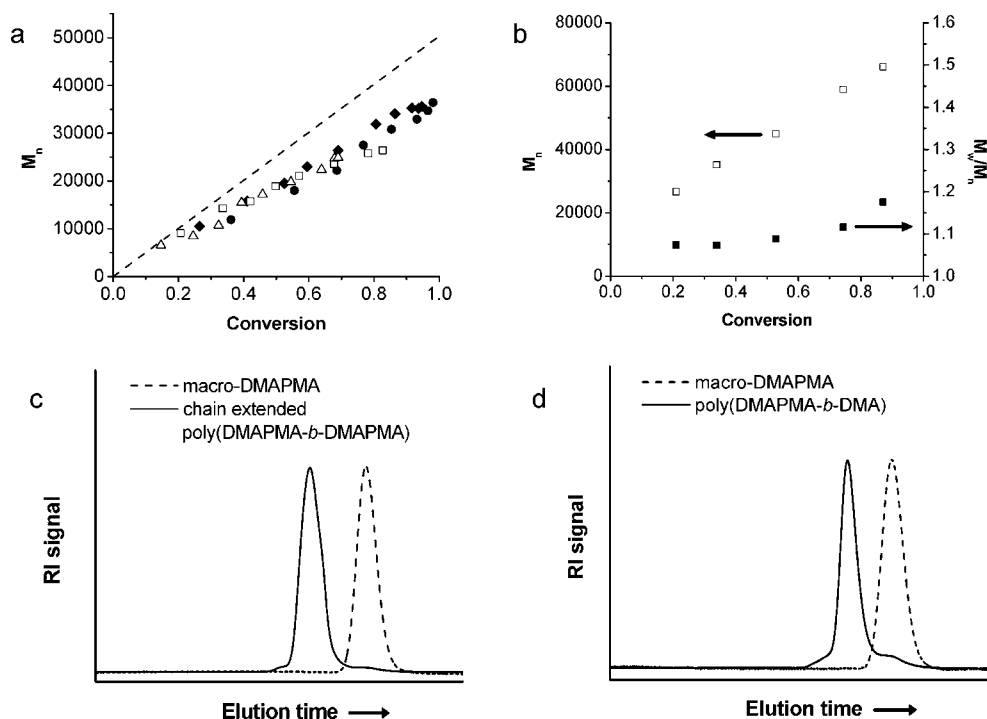 a
50000
40000
30000
20000
10000
0
Mn
0.0 0.2 0.4 0.6 0.8 1.0
Conversion
b
80000
60000
40000
20000
0
Mn
1.6
1.5
1.4
1.3
1.2
1.1
1.0
Mw/Mn
0.0 0.2 0.4 0.6 0.8 1.0
Conversion
c
macro-DMAPMA
chain extended
poly(DMAPMA-b-DMAPMA)
RI signal
Elution time
d
macro-DMAPMA
poly(DMAPMA-b-DMA)
RI signal
Elution time